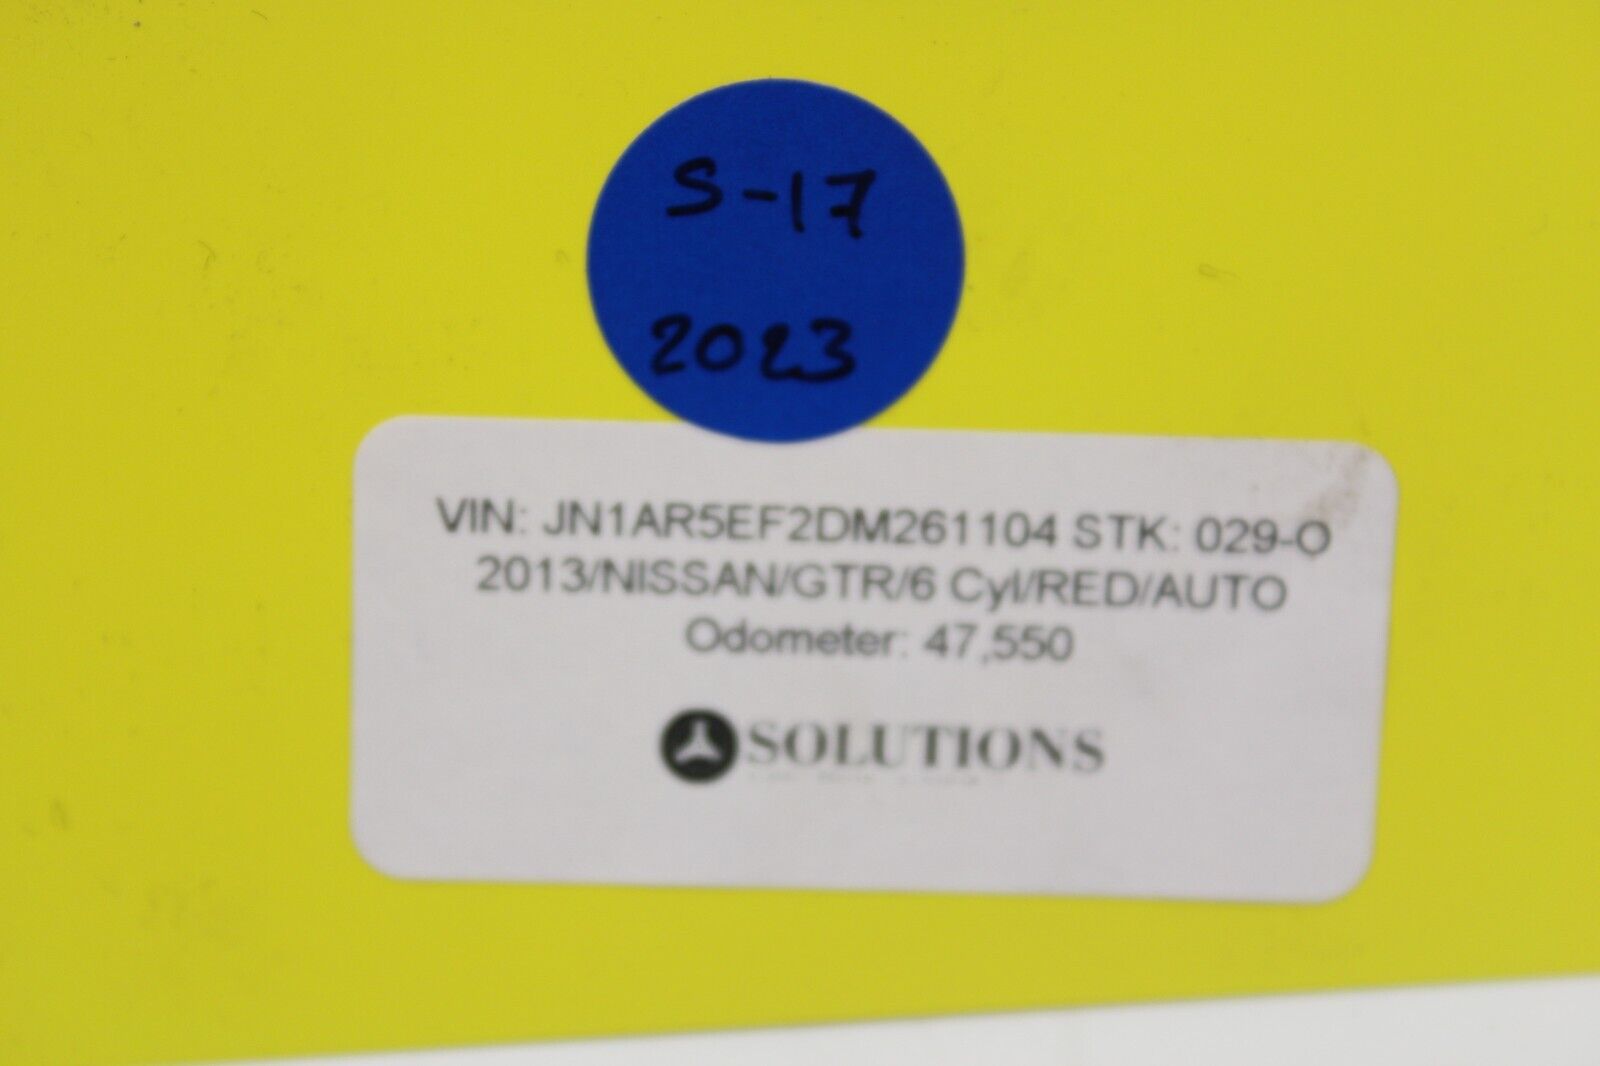 S-17
2023
VIN: JN1AR5EF2DM261104 STK: 029-O
2013/NISSAN/GTR/6 Cyl/RED/AUTO
Odometer: 47,550
SOLUTIONS